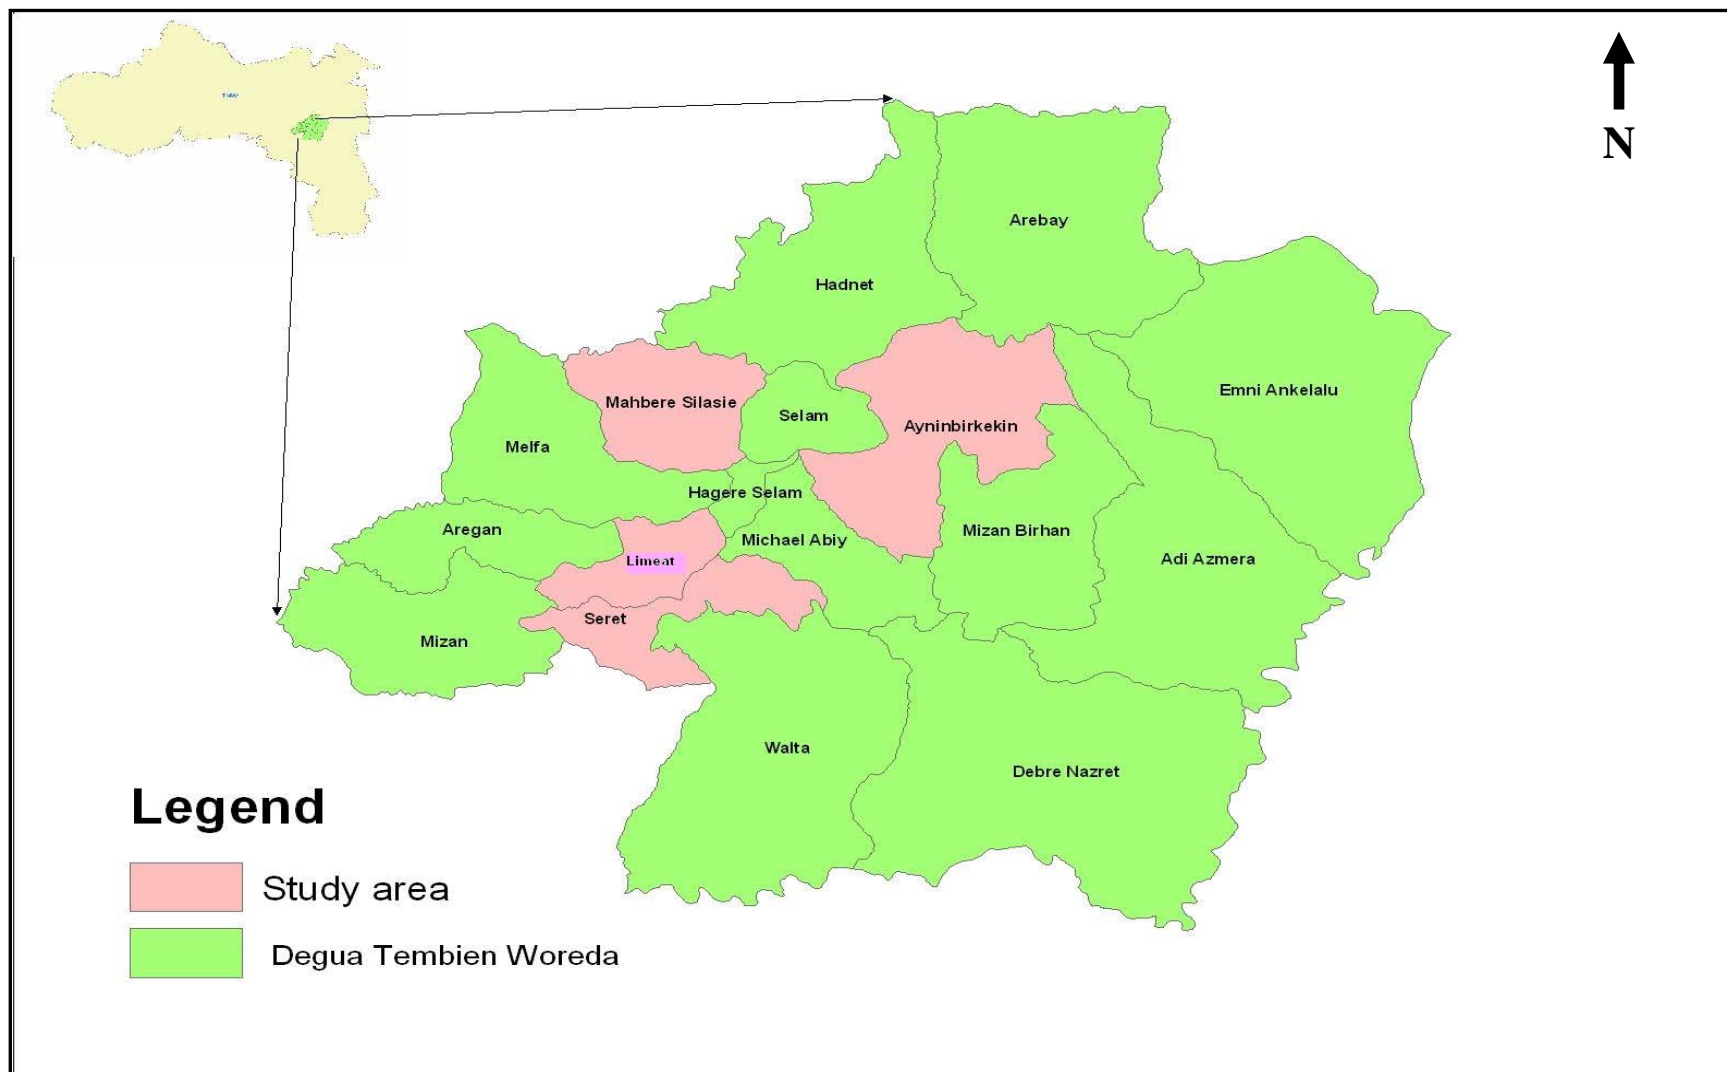 N
Arebay
Hadnet
Emni Ankelalu
Mahbere Silasie
Selam
Ayninbirkekin
Melfa
Hagere Selam
Aregan
Mizan Birhan
Michael Abiy
Limeat
Adi Azmera
Seret
Mizan
Walta
Debre Nazret
Legend
Study area
Degua Tembien Woreda